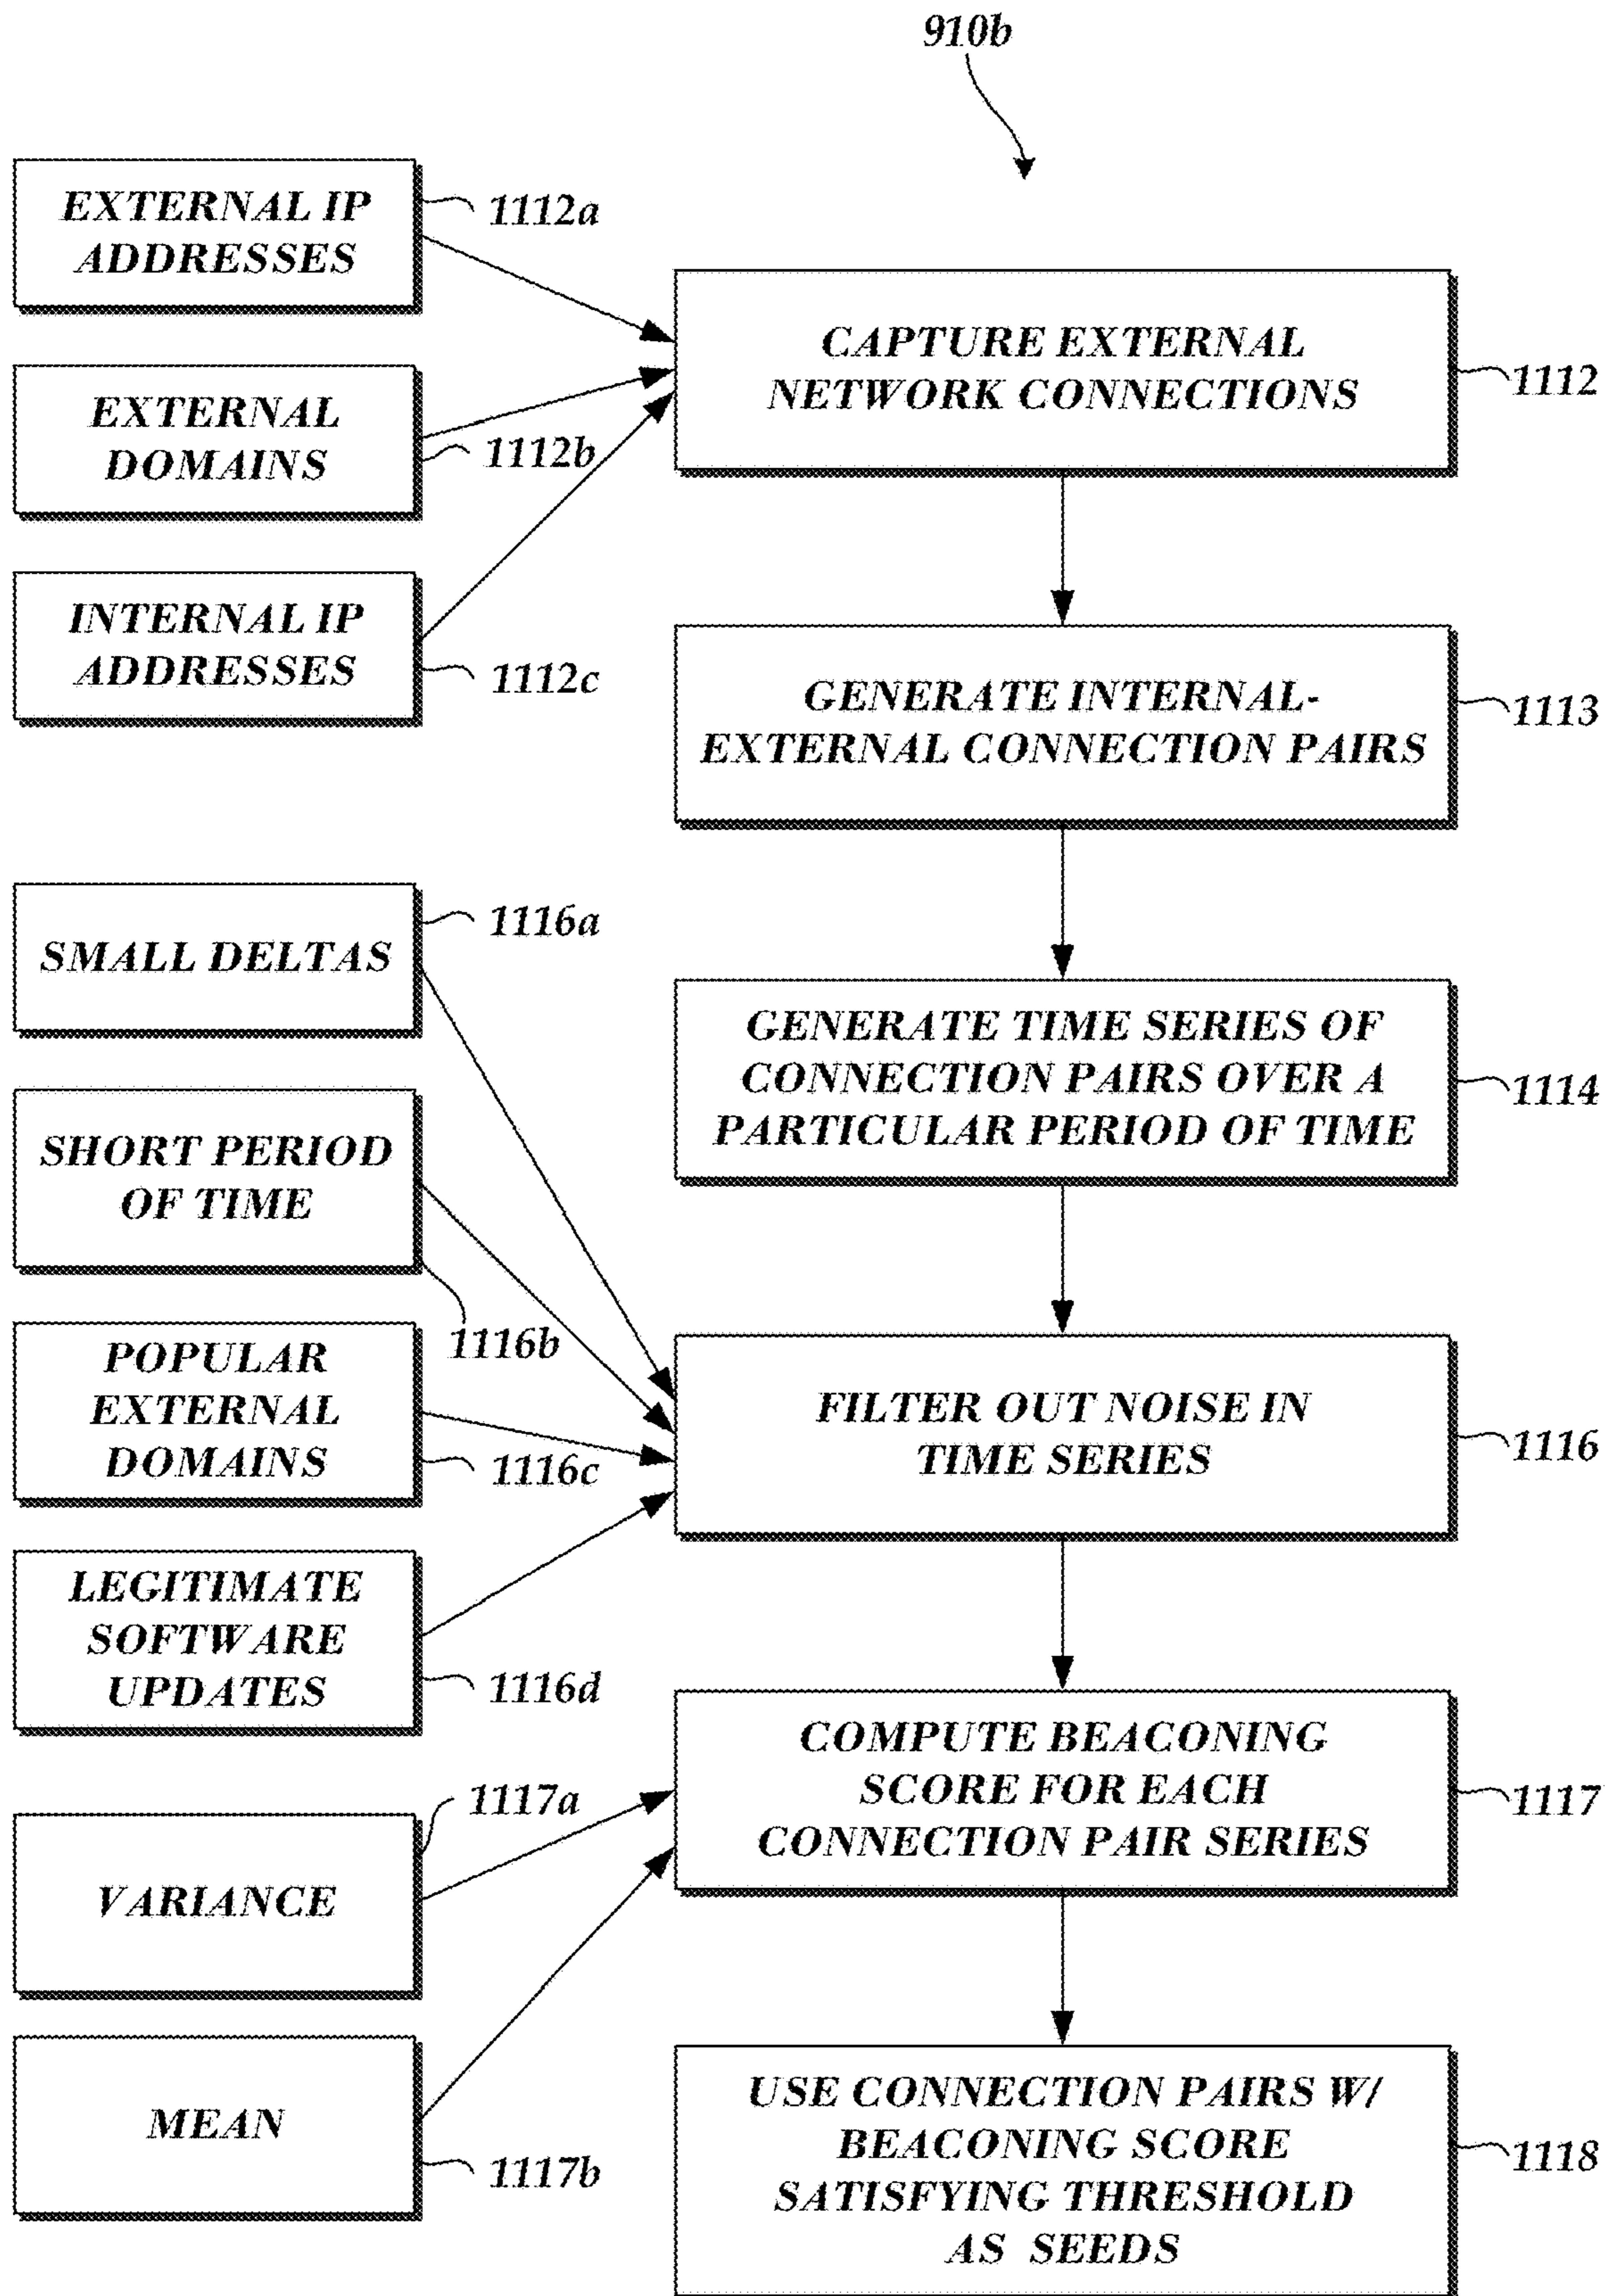 910b
EXTERNAL IP
ADDRESSES
1112a
EXTERNAL
DOMAINS
1112b
INTERNAL IP
ADDRESSES
1112c
CAPTURE EXTERNAL
NETWORK CONNECTIONS
1112
GENERATE INTERNAL-
EXTERNAL CONNECTION PAIRS
1113
GENERATE TIME SERIES OF
CONNECTION PAIRS OVER A
PARTICULAR PERIOD OF TIME
1114
SMALL DELTAS
1116a
SHORT PERIOD
OF TIME
1116b
POPULAR
EXTERNAL
DOMAINS
1116c
LEGITIMATE
SOFTWARE
UPDATES
1116d
FILTER OUT NOISE IN
TIME SERIES
1116
VARIANCE
1117a
MEAN
1117b
COMPUTE BEACONING
SCORE FOR EACH
CONNECTION PAIR SERIES
1117
USE CONNECTION PAIRS W/
BEACONING SCORE
SATISFYING THRESHOLD
AS SEEDS
1118